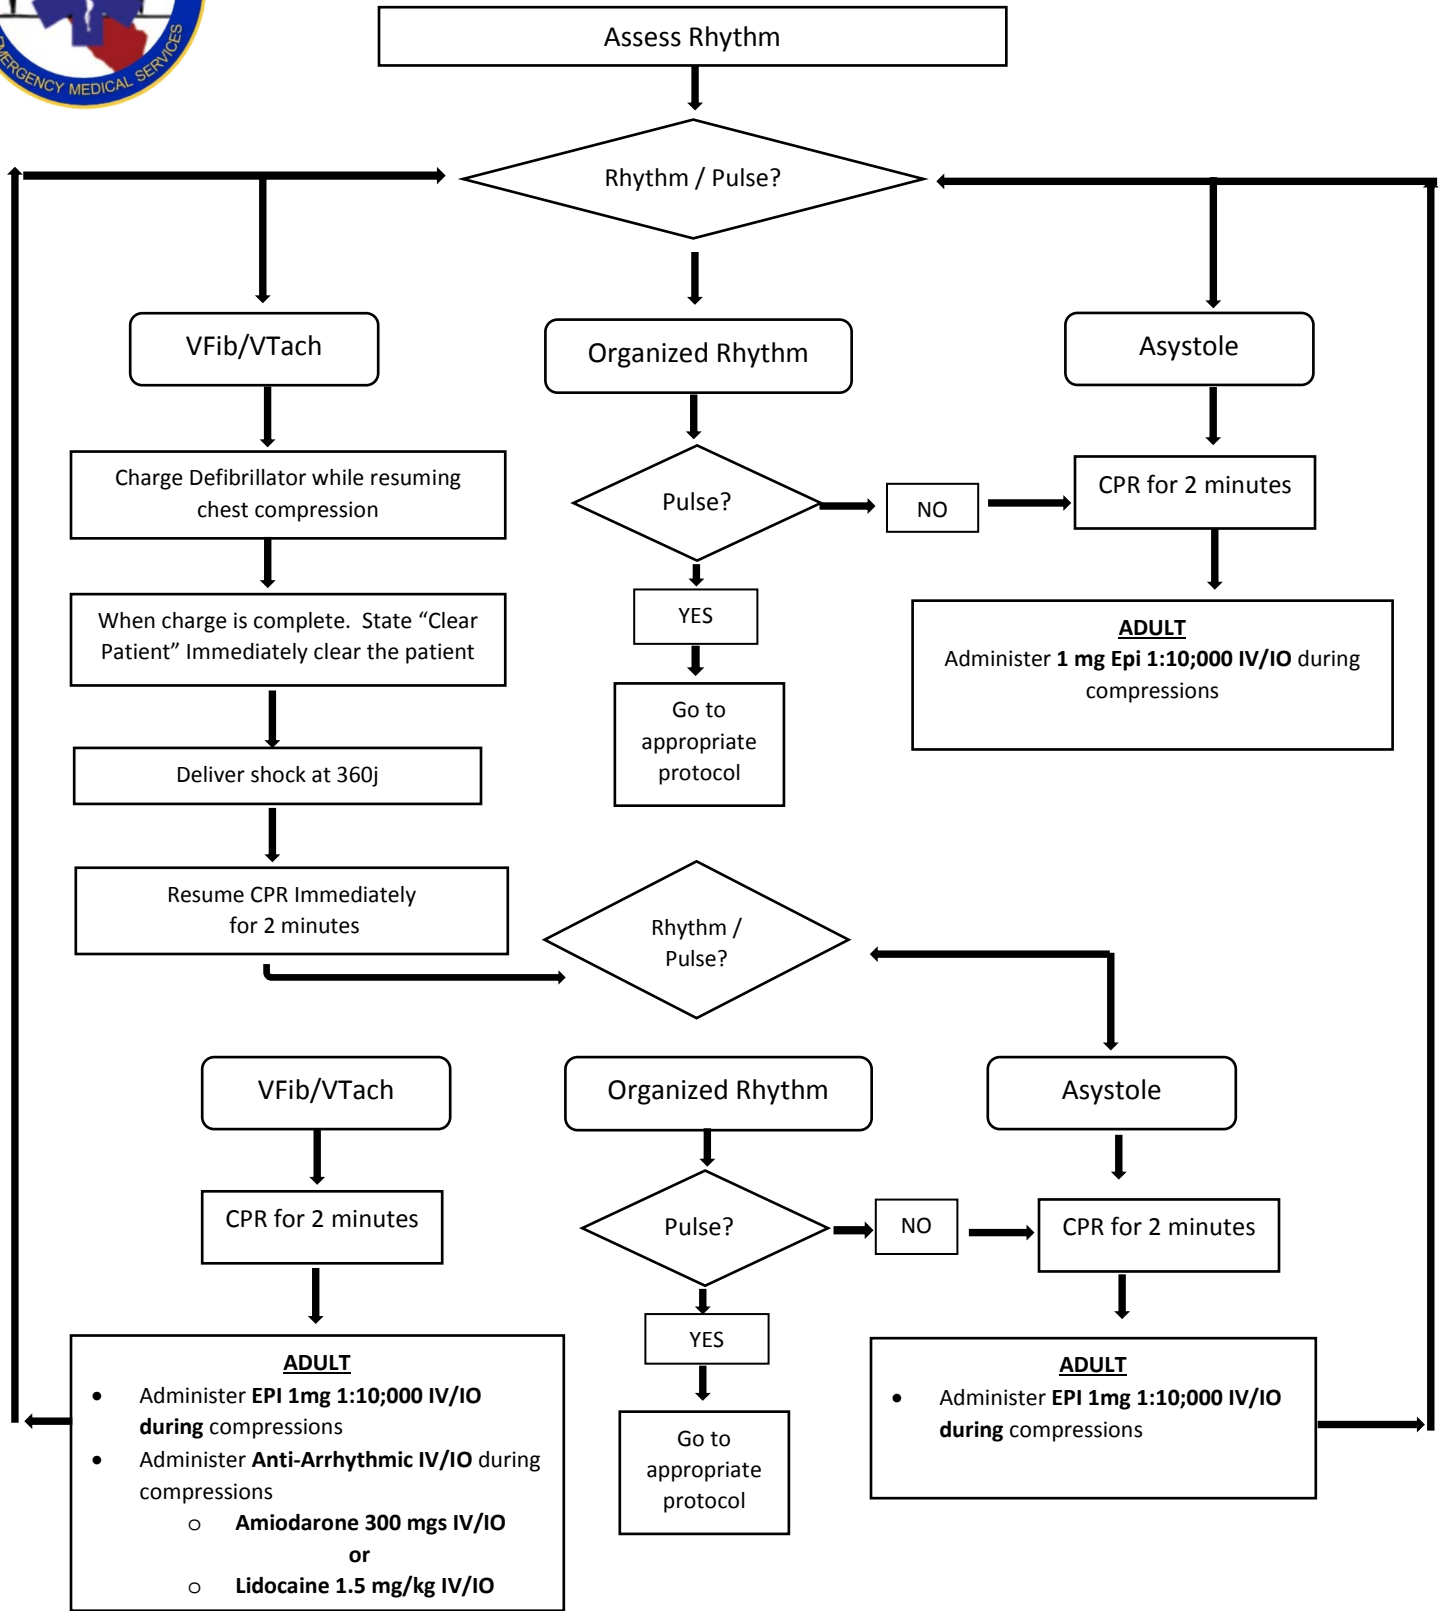 EMERGENCY MEDICAL SERVICES
Assess Rhythm
Rhythm / Pulse?
VFib/VTach
Organized Rhythm
Asystole
Charge Defibrillator while resuming
chest compression
Pulse?
NO
CPR for 2 minutes
When charge is complete.  State “Clear
Patient” Immediately clear the patient
YES
ADULT
Administer 1 mg Epi 1:10;000 IV/IO during
compressions
Deliver shock at 360j
Go to
appropriate
protocol
Resume CPR Immediately
for 2 minutes
Rhythm /
Pulse?
VFib/VTach
Organized Rhythm
Asystole
CPR for 2 minutes
Pulse?
NO
CPR for 2 minutes
YES
ADULT
• Administer EPI 1mg 1:10;000 IV/IO
during compressions
• Administer Anti-Arrhythmic IV/IO during
compressions
o Amiodarone 300 mgs IV/IO
or
o Lidocaine 1.5 mg/kg IV/IO
Go to
appropriate
protocol
ADULT
• Administer EPI 1mg 1:10;000 IV/IO
during compressions